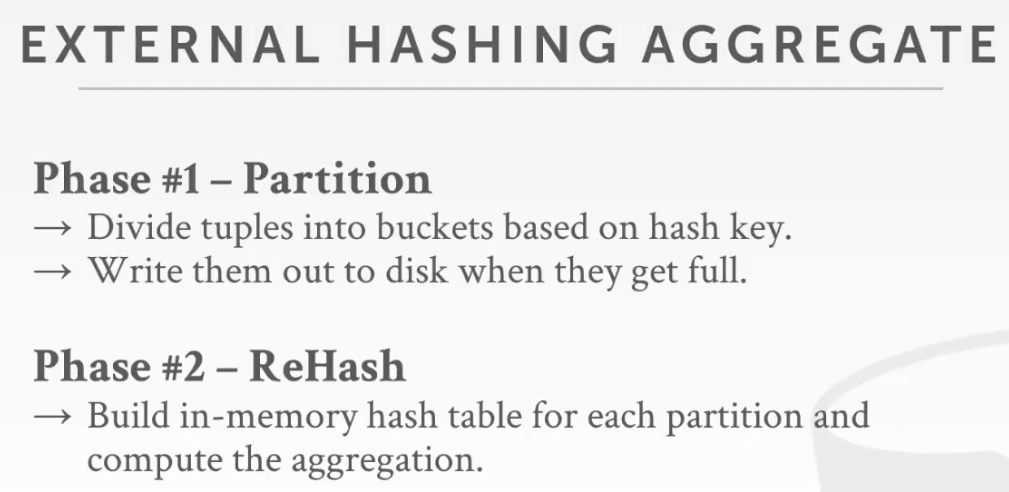 EXTERNAL HASHING AGGREGATE
Phase #1 – Partition
→ Divide tuples into buckets based on hash key.
→ Write them out to disk when they get full.
Phase #2 – ReHash
→ Build in-memory hash table for each partition and
compute the aggregation.